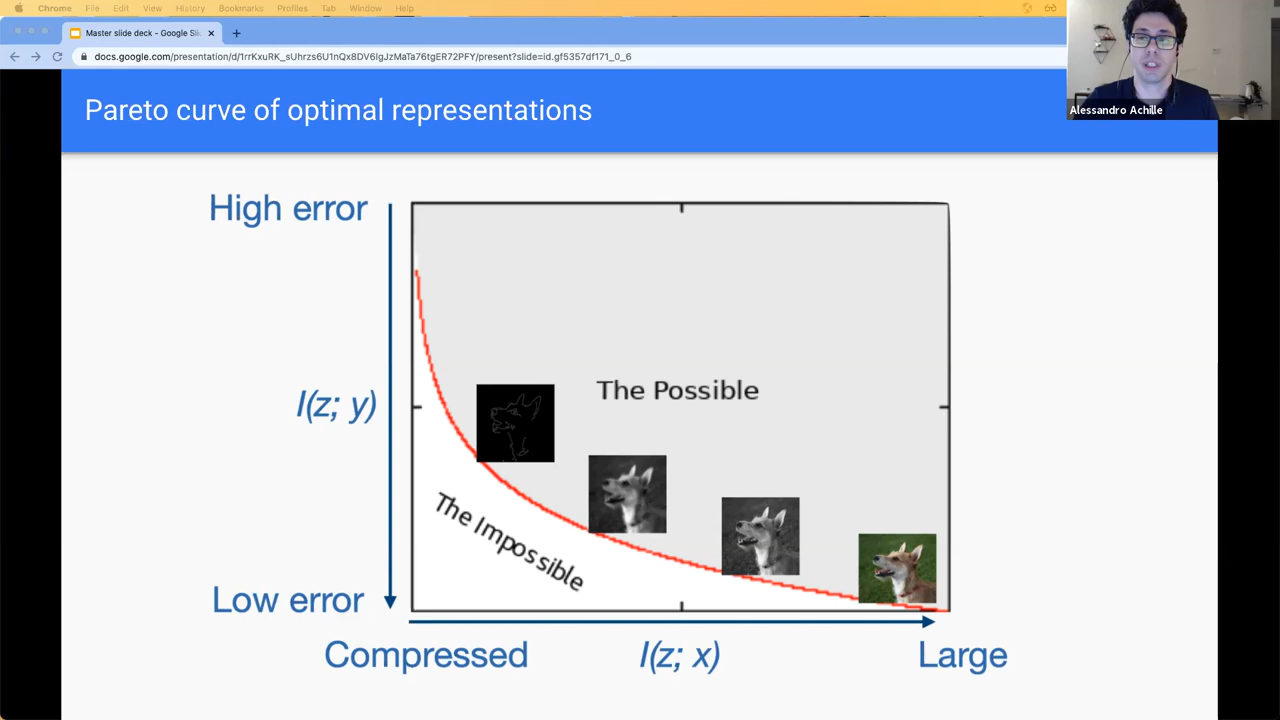 Chrome File Edit View History Bookmarks Profiles Tab Window Help
Master slide deck - Google Sli
docs.google.com/presentation/d/1rrKxuRK_sUhrzs6U1nQx8DV6lgJzMaTa76tgER72PFY/present?slide=id.gf5357df171_0_6
Alessandro Achille
Pareto curve of optimal representations
High error
I(z; y)
The Possible
The Impossible
Low error
Compressed I(z; x) Large